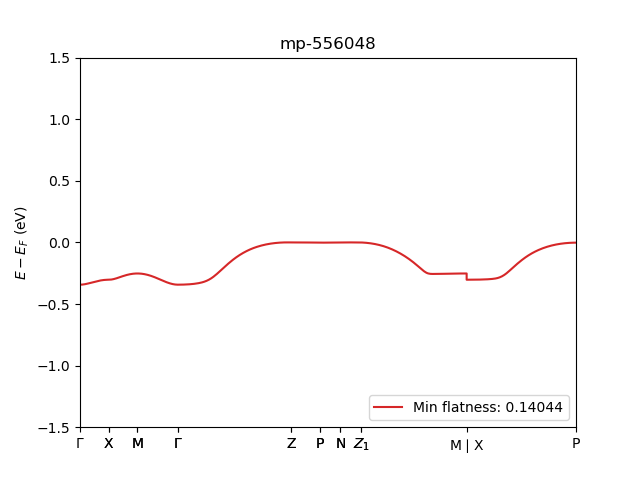 mp-556048
E − E_F (eV)
1.5
1.0
0.5
0.0
−0.5
−1.0
−1.5
Min flatness: 0.14044
Γ X M Γ Z P N Z₁ M | X P